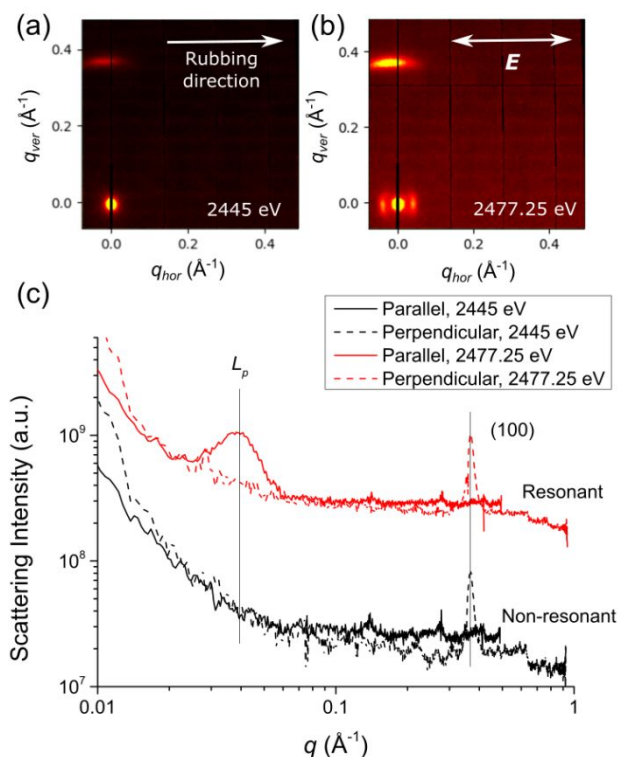 (a)
(b)
0.4
Rubbing
direction
E
q_ver (Å⁻¹)
0.2
0.0
2445 eV
0.0 0.2 0.4
q_hor (Å⁻¹)
0.4
q_ver (Å⁻¹)
0.2
0.0
2477.25 eV
0.0 0.2 0.4
q_hor (Å⁻¹)
(c)
Parallel, 2445 eV
Perpendicular, 2445 eV
Parallel, 2477.25 eV
Perpendicular, 2477.25 eV
L_p
(100)
Resonant
Non-resonant
Scattering Intensity (a.u.)
10⁹
10⁸
10⁷
0.01 0.1 1
q (Å⁻¹)